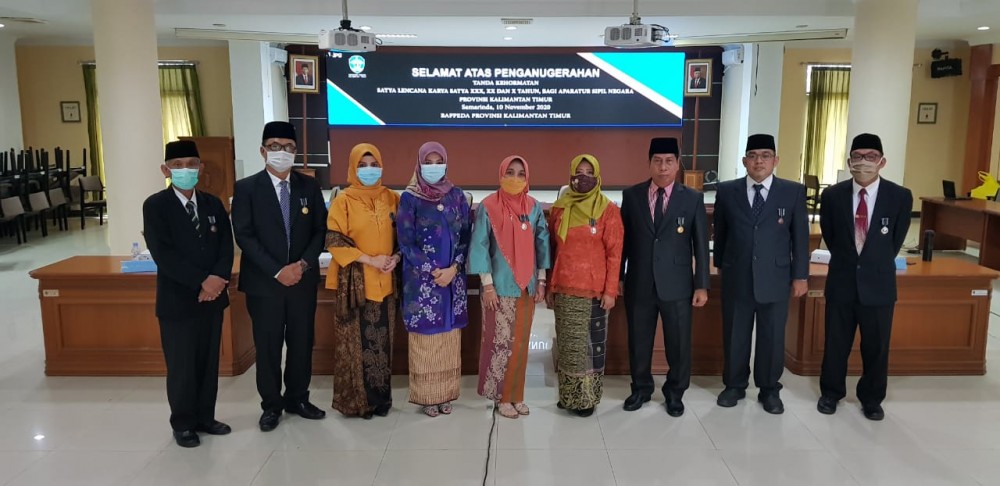 SELAMAT ATAS PENGANUGERAHAN
TANDA KEHORMATAN
SATYA LENCANA KARYA SATYA XXX, XX DAN X TAHUN, BAGI APARATUR SIPIL NEGARA
PROVINSI KALIMANTAN TIMUR
Samarinda, 10 November 2020
BAPPEDA PROVINSI KALIMANTAN TIMUR